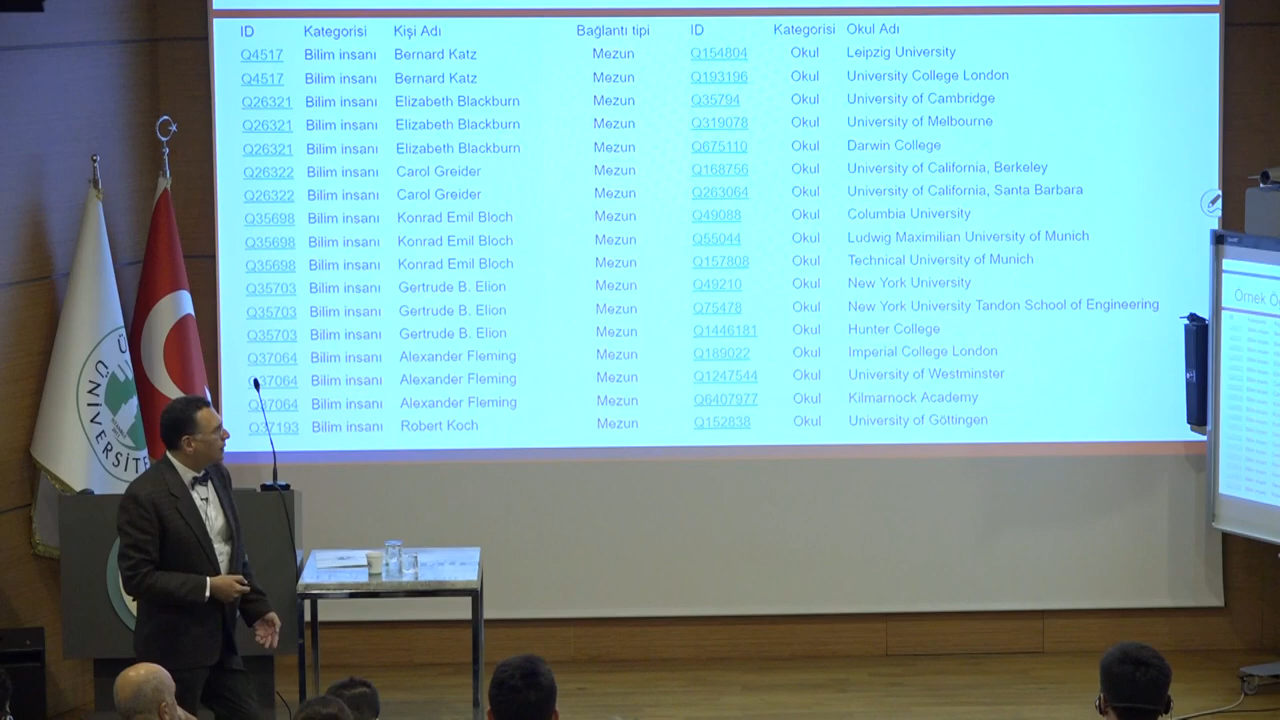 ID Kategorisi Kişi Adı Bağlantı tipi ID Kategorisi Okul Adı
Q4517 Bilim insanı Bernard Katz Mezun Q154804 Okul Leipzig University
Q4517 Bilim insanı Bernard Katz Mezun Q193196 Okul University College London
Q26321 Bilim insanı Elizabeth Blackburn Mezun Q35794 Okul University of Cambridge
Q26321 Bilim insanı Elizabeth Blackburn Mezun Q319078 Okul University of Melbourne
Q26321 Bilim insanı Elizabeth Blackburn Mezun Q675110 Okul Darwin College
Q26322 Bilim insanı Carol Greider Mezun Q168756 Okul University of California, Berkeley
Q26322 Bilim insanı Carol Greider Mezun Q263064 Okul University of California, Santa Barbara
Q35698 Bilim insanı Konrad Emil Bloch Mezun Q49088 Okul Columbia University
Q35698 Bilim insanı Konrad Emil Bloch Mezun Q55044 Okul Ludwig Maximilian University of Munich
Q35698 Bilim insanı Konrad Emil Bloch Mezun Q157808 Okul Technical University of Munich
Q35703 Bilim insanı Gertrude B. Elion Mezun Q49210 Okul New York University
Q35703 Bilim insanı Gertrude B. Elion Mezun Q75478 Okul New York University Tandon School of Engineering
Q35703 Bilim insanı Gertrude B. Elion Mezun Q1446181 Okul Hunter College
Q37064 Bilim insanı Alexander Fleming Mezun Q189022 Okul Imperial College London
Q37064 Bilim insanı Alexander Fleming Mezun Q1247544 Okul University of Westminster
Q37064 Bilim insanı Alexander Fleming Mezun Q6407977 Okul Kilmarnock Academy
Q37193 Bilim insanı Robert Koch Mezun Q152838 Okul University of Göttingen
Örnek
ÜNİVERSİTE